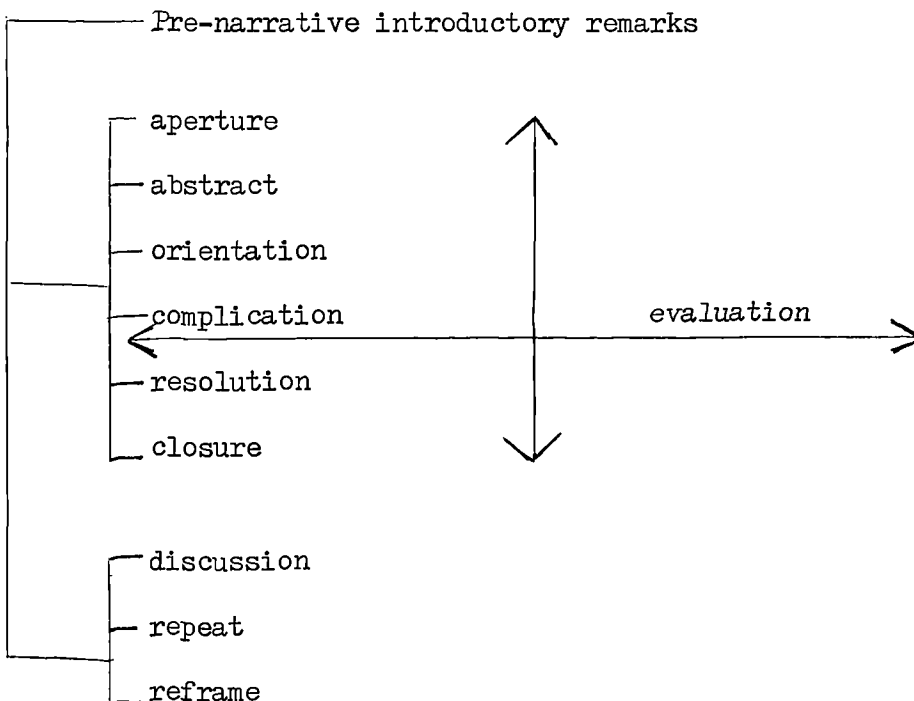 Pre-narrative introductory remarks
aperture
abstract
orientation
complication
evaluation
resolution
closure
discussion
repeat
reframe